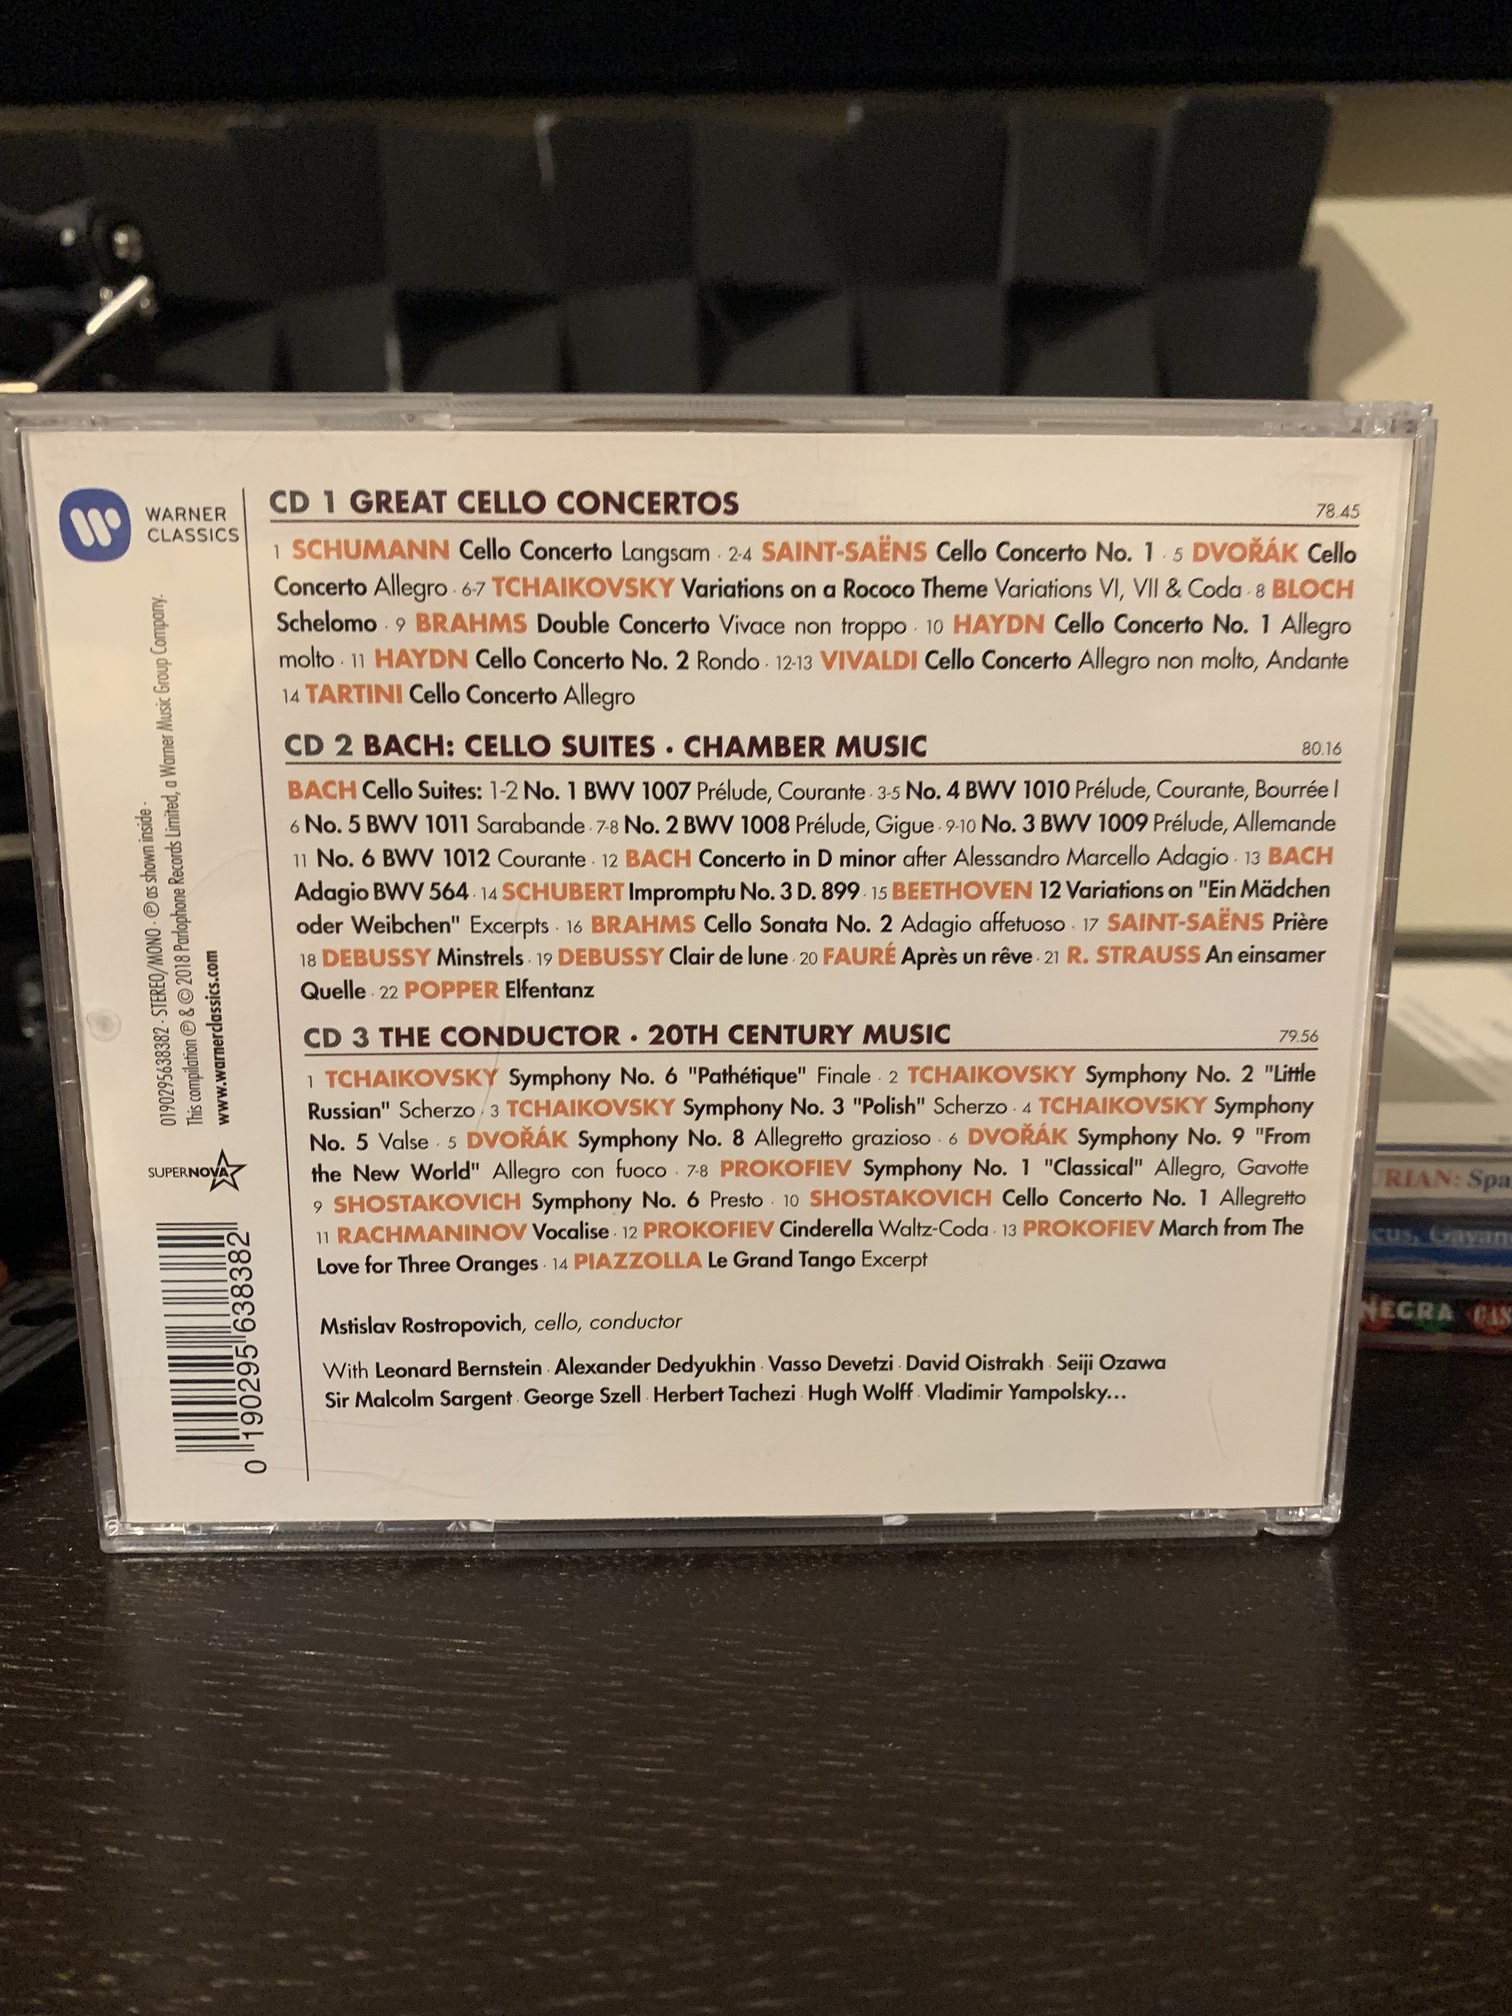 WARNER
CLASSICS
CD 1 GREAT CELLO CONCERTOS 78.45
1 SCHUMANN Cello Concerto Langsam · 2-4 SAINT-SAËNS Cello Concerto No. 1 · 5 DVOŘÁK Cello
Concerto Allegro · 6-7 TCHAIKOVSKY Variations on a Rococo Theme Variations VI, VII & Coda · 8 BLOCH
Schelomo · 9 BRAHMS Double Concerto Vivace non troppo · 10 HAYDN Cello Concerto No. 1 Allegro
molto · 11 HAYDN Cello Concerto No. 2 Rondo · 12-13 VIVALDI Cello Concerto Allegro non molto, Andante
14 TARTINI Cello Concerto Allegro
CD 2 BACH: CELLO SUITES · CHAMBER MUSIC 80.16
BACH Cello Suites: 1-2 No. 1 BWV 1007 Prélude, Courante · 3-5 No. 4 BWV 1010 Prélude, Courante, Bourrée I
6 No. 5 BWV 1011 Sarabande · 7-8 No. 2 BWV 1008 Prélude, Gigue · 9-10 No. 3 BWV 1009 Prélude, Allemande
11 No. 6 BWV 1012 Courante · 12 BACH Concerto in D minor after Alessandro Marcello Adagio · 13 BACH
Adagio BWV 564 · 14 SCHUBERT Impromptu No. 3 D. 899 · 15 BEETHOVEN 12 Variations on "Ein Mädchen
oder Weibchen" Excerpts · 16 BRAHMS Cello Sonata No. 2 Adagio affetuoso · 17 SAINT-SAËNS Prière
18 DEBUSSY Minstrels · 19 DEBUSSY Clair de lune · 20 FAURÉ Après un rêve · 21 R. STRAUSS An einsamer
Quelle · 22 POPPER Elfentanz
CD 3 THE CONDUCTOR · 20TH CENTURY MUSIC 79.56
1 TCHAIKOVSKY Symphony No. 6 "Pathétique" Finale · 2 TCHAIKOVSKY Symphony No. 2 "Little
Russian" Scherzo · 3 TCHAIKOVSKY Symphony No. 3 "Polish" Scherzo · 4 TCHAIKOVSKY Symphony
No. 5 Valse · 5 DVOŘÁK Symphony No. 8 Allegretto grazioso · 6 DVOŘÁK Symphony No. 9 "From
the New World" Allegro con fuoco · 7-8 PROKOFIEV Symphony No. 1 "Classical" Allegro, Gavotte
9 SHOSTAKOVICH Symphony No. 6 Presto · 10 SHOSTAKOVICH Cello Concerto No. 1 Allegretto
11 RACHMANINOV Vocalise · 12 PROKOFIEV Cinderella Waltz-Coda · 13 PROKOFIEV March from The
Love for Three Oranges · 14 PIAZZOLLA Le Grand Tango Excerpt
Mstislav Rostropovich, cello, conductor
With Leonard Bernstein · Alexander Dedyukhin · Vasso Devetzi · David Oistrakh · Seiji Ozawa
Sir Malcolm Sargent · George Szell · Herbert Tachezi · Hugh Wolff · Vladimir Yampolsky...
0190295638382 · STEREO/MONO · ℗ as shown inside ·
This compilation ℗ & © 2018 Parlophone Records Limited, a Warner Music Group Company.
www.warnerclassics.com
SUPERNOVA
0 190295 638382
URIAN: Spa
cus, Gayan
NEGRA